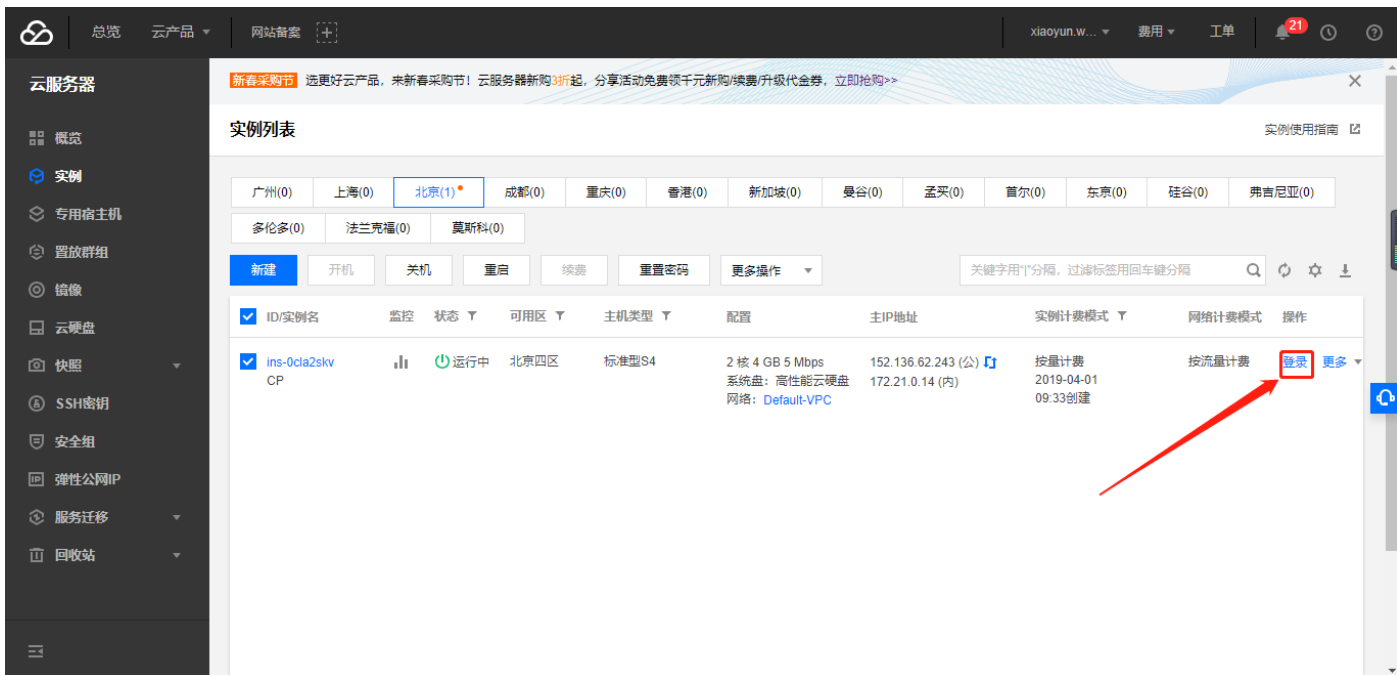 总览 云产品 网站备案 xiaoyun.w... 费用 工单 21
云服务器
新春采购节 选更好云产品，来新春采购节！云服务器新购3折起，分享活动免费领千元新购/续费/升级代金券，立即抢购>>
实例列表 实例使用指南
概览
实例
专用宿主机
置放群组
镜像
云硬盘
快照
SSH密钥
安全组
IP 弹性公网IP
服务迁移
回收站
广州(0) 上海(0) 北京(1) 成都(0) 重庆(0) 香港(0) 新加坡(0) 曼谷(0) 孟买(0) 首尔(0) 东京(0) 硅谷(0) 弗吉尼亚(0)
多伦多(0) 法兰克福(0) 莫斯科(0)
新建 开机 关机 重启 续费 重置密码 更多操作 关键字用"|"分隔，过滤标签用回车键分隔
ID/实例名 监控 状态 可用区 主机类型 配置 主IP地址 实例计费模式 网络计费模式 操作
ins-0cla2skv 运行中 北京四区 标准型S4 2 核 4 GB 5 Mbps 152.136.62.243 (公) 按量计费 按流量计费 登录 更多
CP 系统盘：高性能云硬盘 172.21.0.14 (内) 2019-04-01
网络：Default-VPC 09:33创建